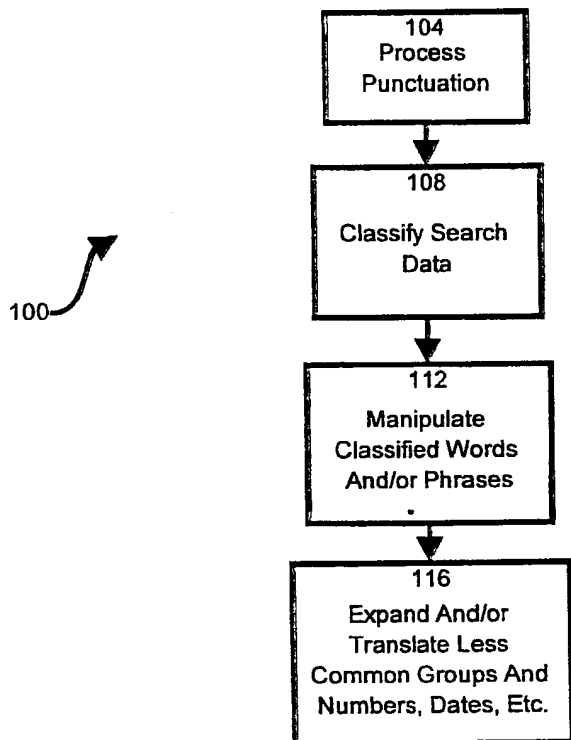 104
Process
Punctuation
108
Classify Search
Data
100
112
Manipulate
Classified Words
And/or Phrases
116
Expand And/or
Translate Less
Common Groups And
Numbers, Dates, Etc.